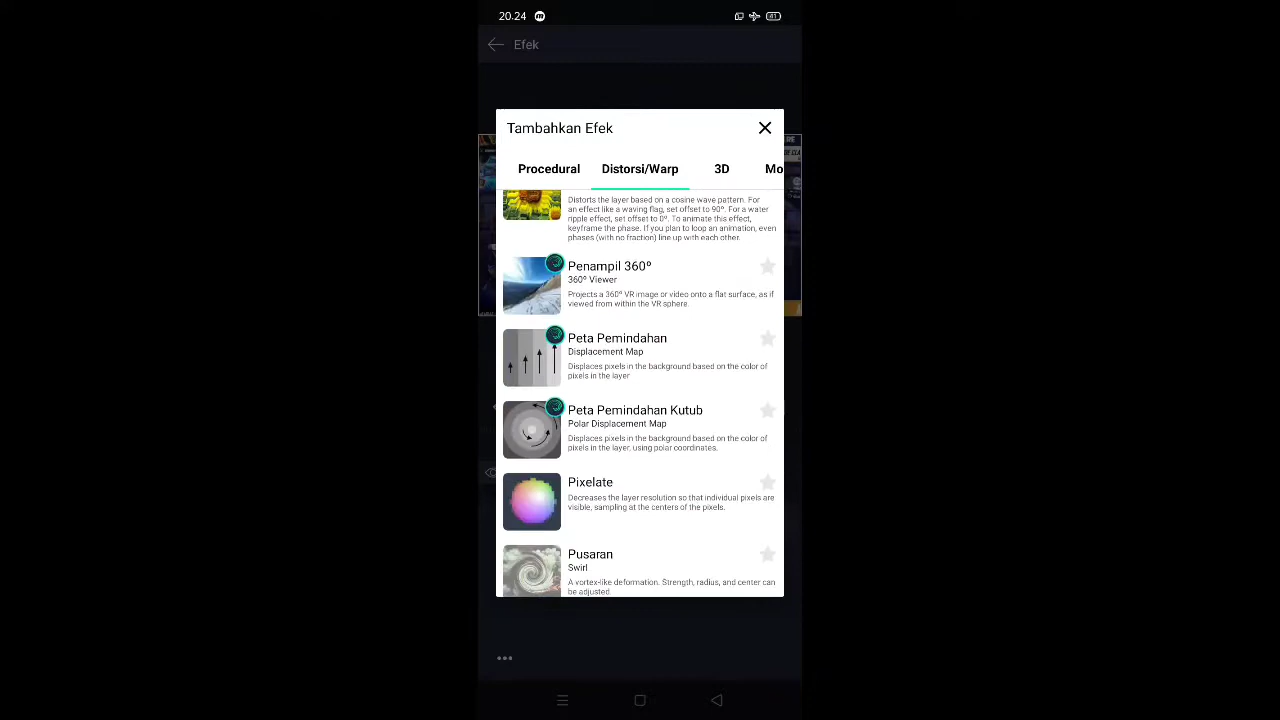 20.24
41
Efek
Tambahkan Efek
Procedural
Distorsi/Warp
3D
Mo
Distorts the layer based on a cosine wave pattern. For
an effect like a waving flag, set offset to 90º. For a water
ripple effect, set offset to 0º. To animate this effect,
keyframe the phase. If you plan to loop an animation, even
phases (with no fraction) line up with each other.
Penampil 360º
360º Viewer
Projects a 360º VR image or video onto a flat surface, as if
viewed from within the VR sphere.
Peta Pemindahan
Displacement Map
Displaces pixels in the background based on the color of
pixels in the layer
Peta Pemindahan Kutub
Polar Displacement Map
Displaces pixels in the background based on the color of
pixels in the layer, using polar coordinates.
Pixelate
Decreases the layer resolution so that individual pixels are
visible, sampling at the centers of the pixels.
Pusaran
Swirl
A vortex-like deformation. Strength, radius, and center can
be adjusted